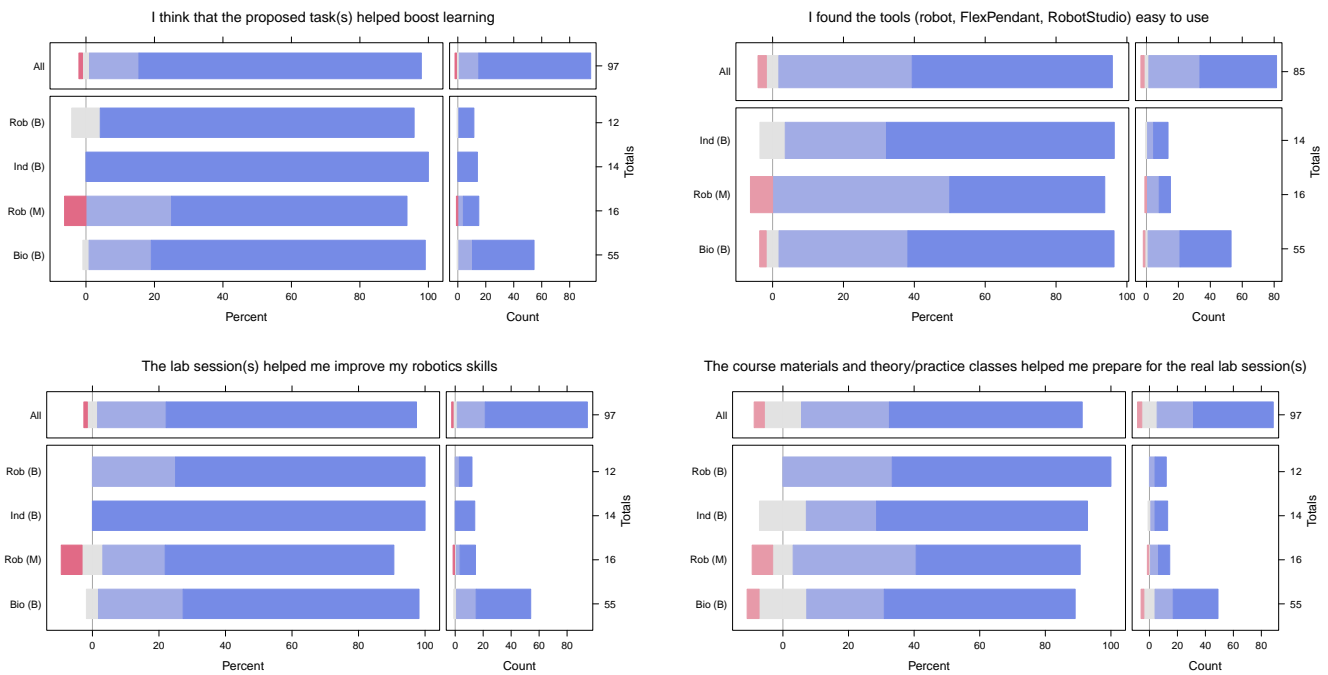 I think that the proposed task(s) helped boost learning
All
97
Rob (B)
12
Ind (B)
14
Rob (M)
16
Bio (B)
55
Totals
0 20 40 60 80 100
0 20 40 60 80
Percent
Count
I found the tools (robot, FlexPendant, RobotStudio) easy to use
All
85
Ind (B)
14
Rob (M)
16
Bio (B)
55
Totals
0 20 40 60 80 100
0 20 40 60 80
Percent
Count
The lab session(s) helped me improve my robotics skills
All
97
Rob (B)
12
Ind (B)
14
Rob (M)
16
Bio (B)
55
Totals
0 20 40 60 80 100
0 20 40 60 80
Percent
Count
The course materials and theory/practice classes helped me prepare for the real lab session(s)
All
97
Rob (B)
12
Ind (B)
14
Rob (M)
16
Bio (B)
55
Totals
0 20 40 60 80 100
0 20 40 60 80
Percent
Count